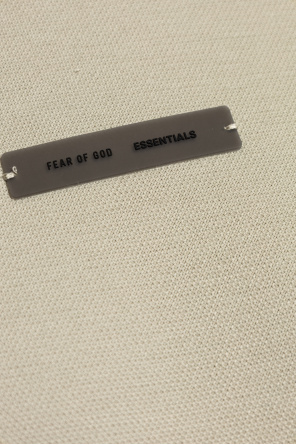 FEAR OF GOD ESSENTIALS